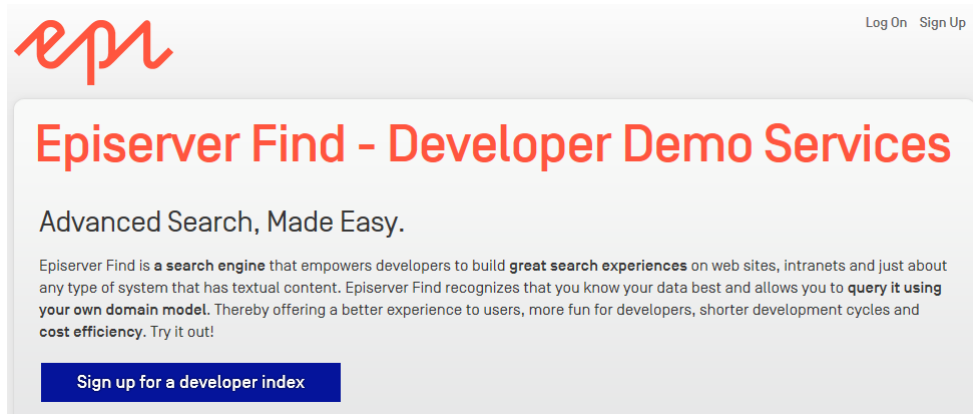 epi
Log On Sign Up
Episerver Find - Developer Demo Services
Advanced Search, Made Easy.
Episerver Find is a search engine that empowers developers to build great search experiences on web sites, intranets and just about
any type of system that has textual content. Episerver Find recognizes that you know your data best and allows you to query it using
your own domain model. Thereby offering a better experience to users, more fun for developers, shorter development cycles and
cost efficiency. Try it out!
Sign up for a developer index